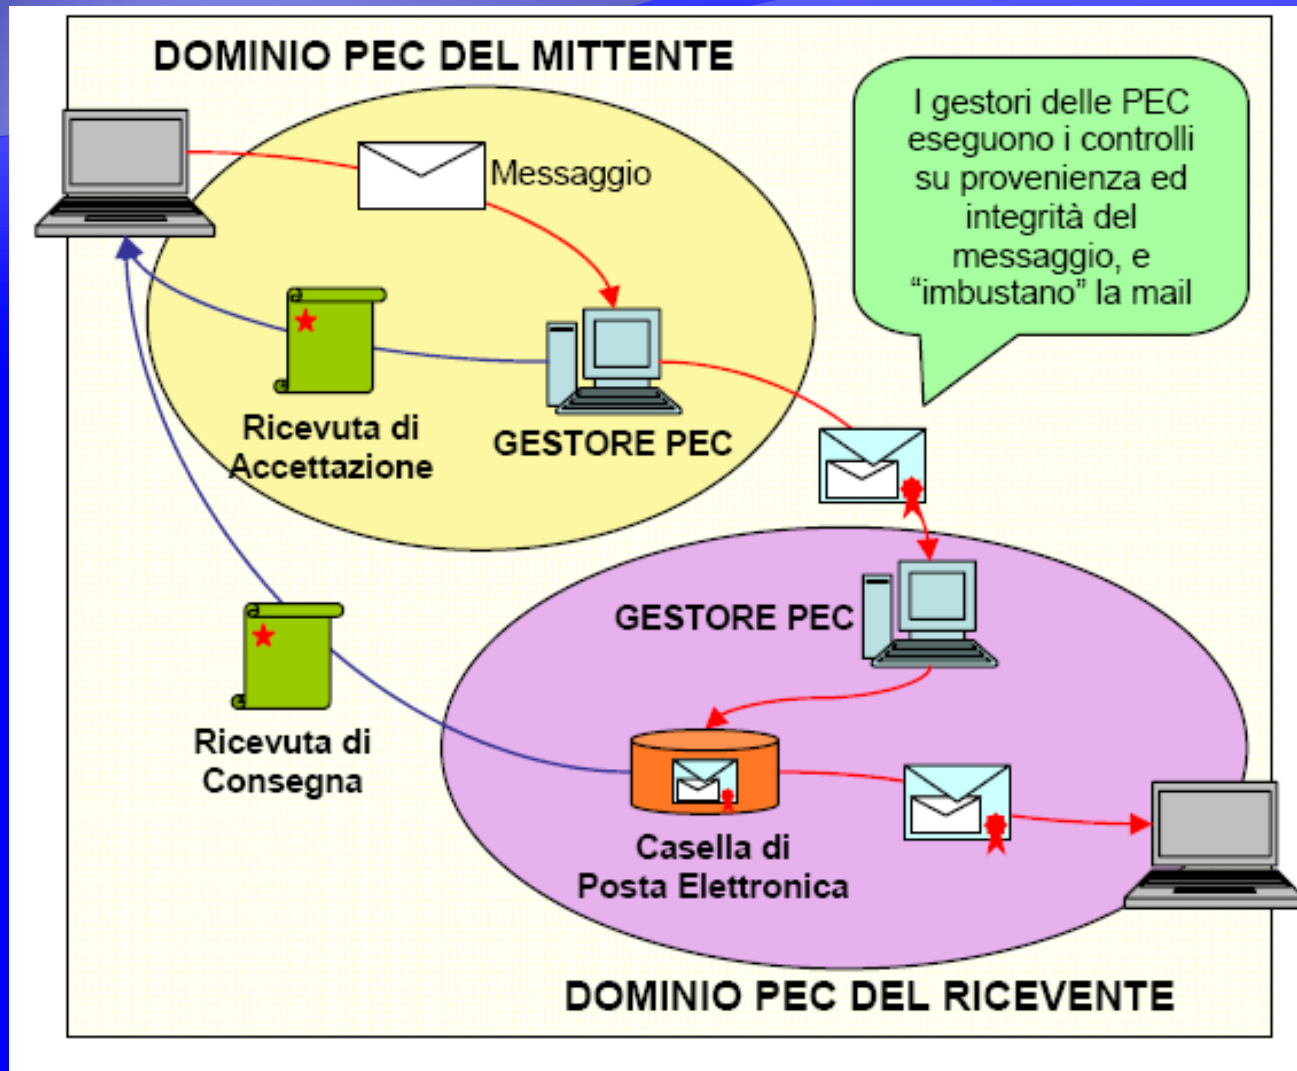 DOMINIO PEC DEL MITTENTE
I gestori delle PEC
eseguono i controlli
su provenienza ed
integrità del
messaggio, e
“imbustano” la mail
Messaggio
Ricevuta di
Accettazione
GESTORE PEC
GESTORE PEC
Ricevuta di
Consegna
Casella di
Posta Elettronica
DOMINIO PEC DEL RICEVENTE